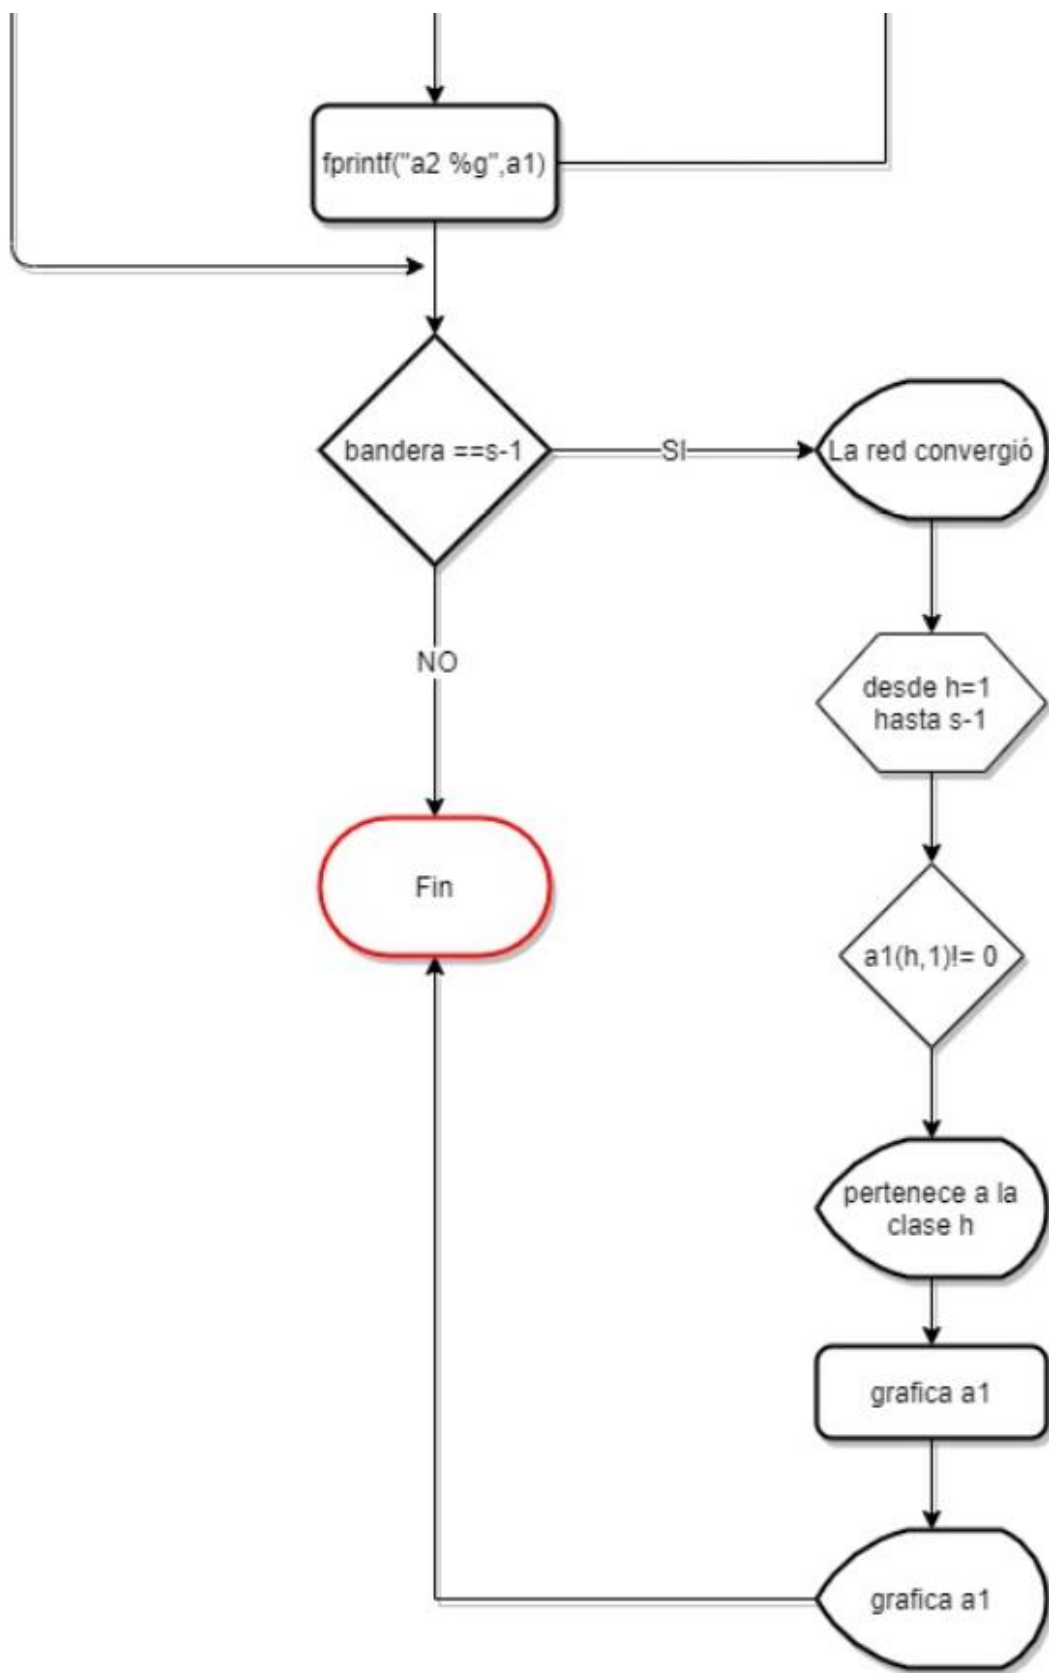 fprintf("a2 %g",a1)
bandera ==s-1
SI
La red convergió
NO
desde h=1
hasta s-1
Fin
a1(h,1)!= 0
pertenece a la
clase h
grafica a1
grafica a1